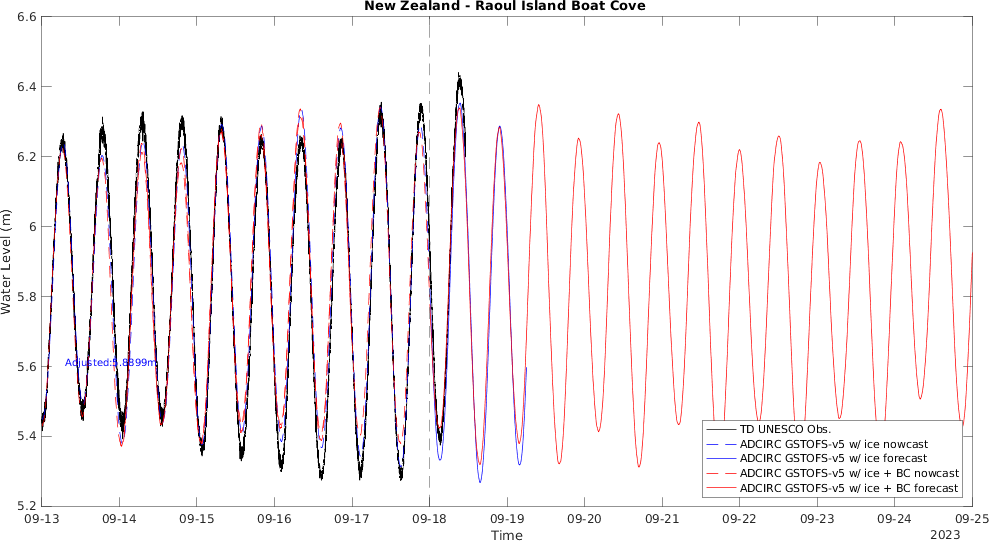 New Zealand - Raoul Island Boat Cove
6.6
6.4
6.2
6
5.8
5.6
5.4
5.2
Water Level (m)
Adjusted:5.8399m
TD UNESCO Obs.
ADCIRC GSTOFS-v5 w/ ice nowcast
ADCIRC GSTOFS-v5 w/ ice forecast
ADCIRC GSTOFS-v5 w/ ice + BC nowcast
ADCIRC GSTOFS-v5 w/ ice + BC forecast
09-13 09-14 09-15 09-16 09-17 09-18 09-19 09-20 09-21 09-22 09-23 09-24 09-25
Time
2023